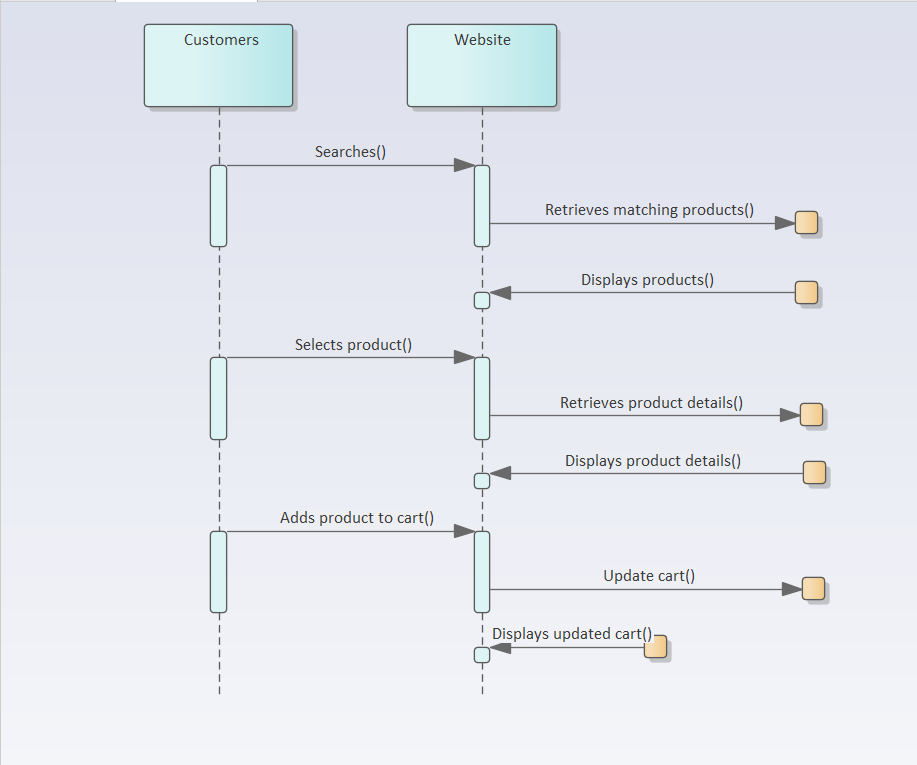 Customers
Website
Searches()
Retrieves matching products()
Displays products()
Selects product()
Retrieves product details()
Displays product details()
Adds product to cart()
Update cart()
Displays updated cart()